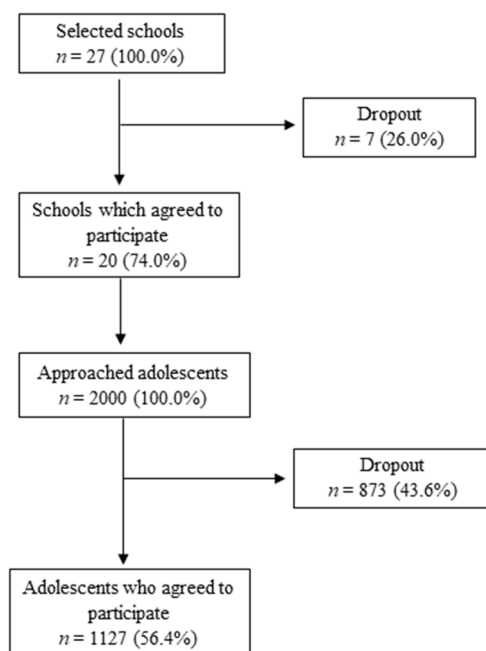 Selected schools
n = 27 (100.0%)
Dropout
n = 7 (26.0%)
Schools which agreed to
participate
n = 20 (74.0%)
Approached adolescents
n = 2000 (100.0%)
Dropout
n = 873 (43.6%)
Adolescents who agreed to
participate
n = 1127 (56.4%)